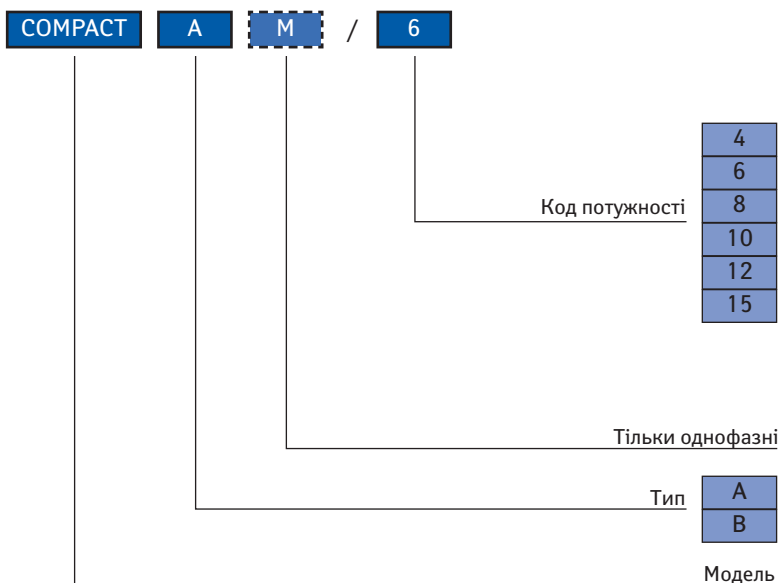 COMPACT A M / 6
4
6
Код потужності 8
10
12
15
Тільки однофазні
Тип A
B
Модель